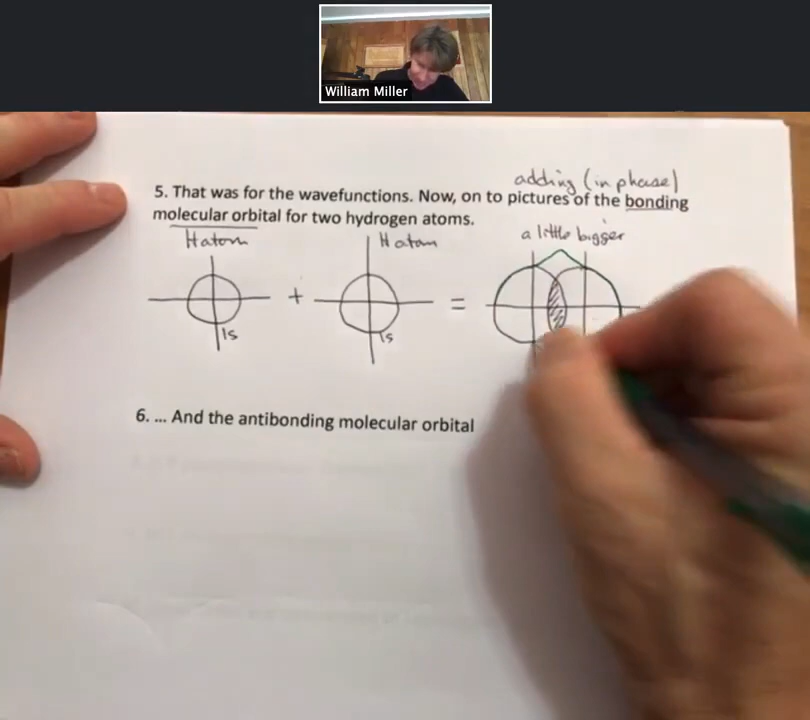 William Miller
adding (in phase)
5. That was for the wavefunctions. Now, on to pictures of the bonding
molecular orbital for two hydrogen atoms.
H atom
H atom
a little bigger
+
=
1s
1s
6. ... And the antibonding molecular orbital